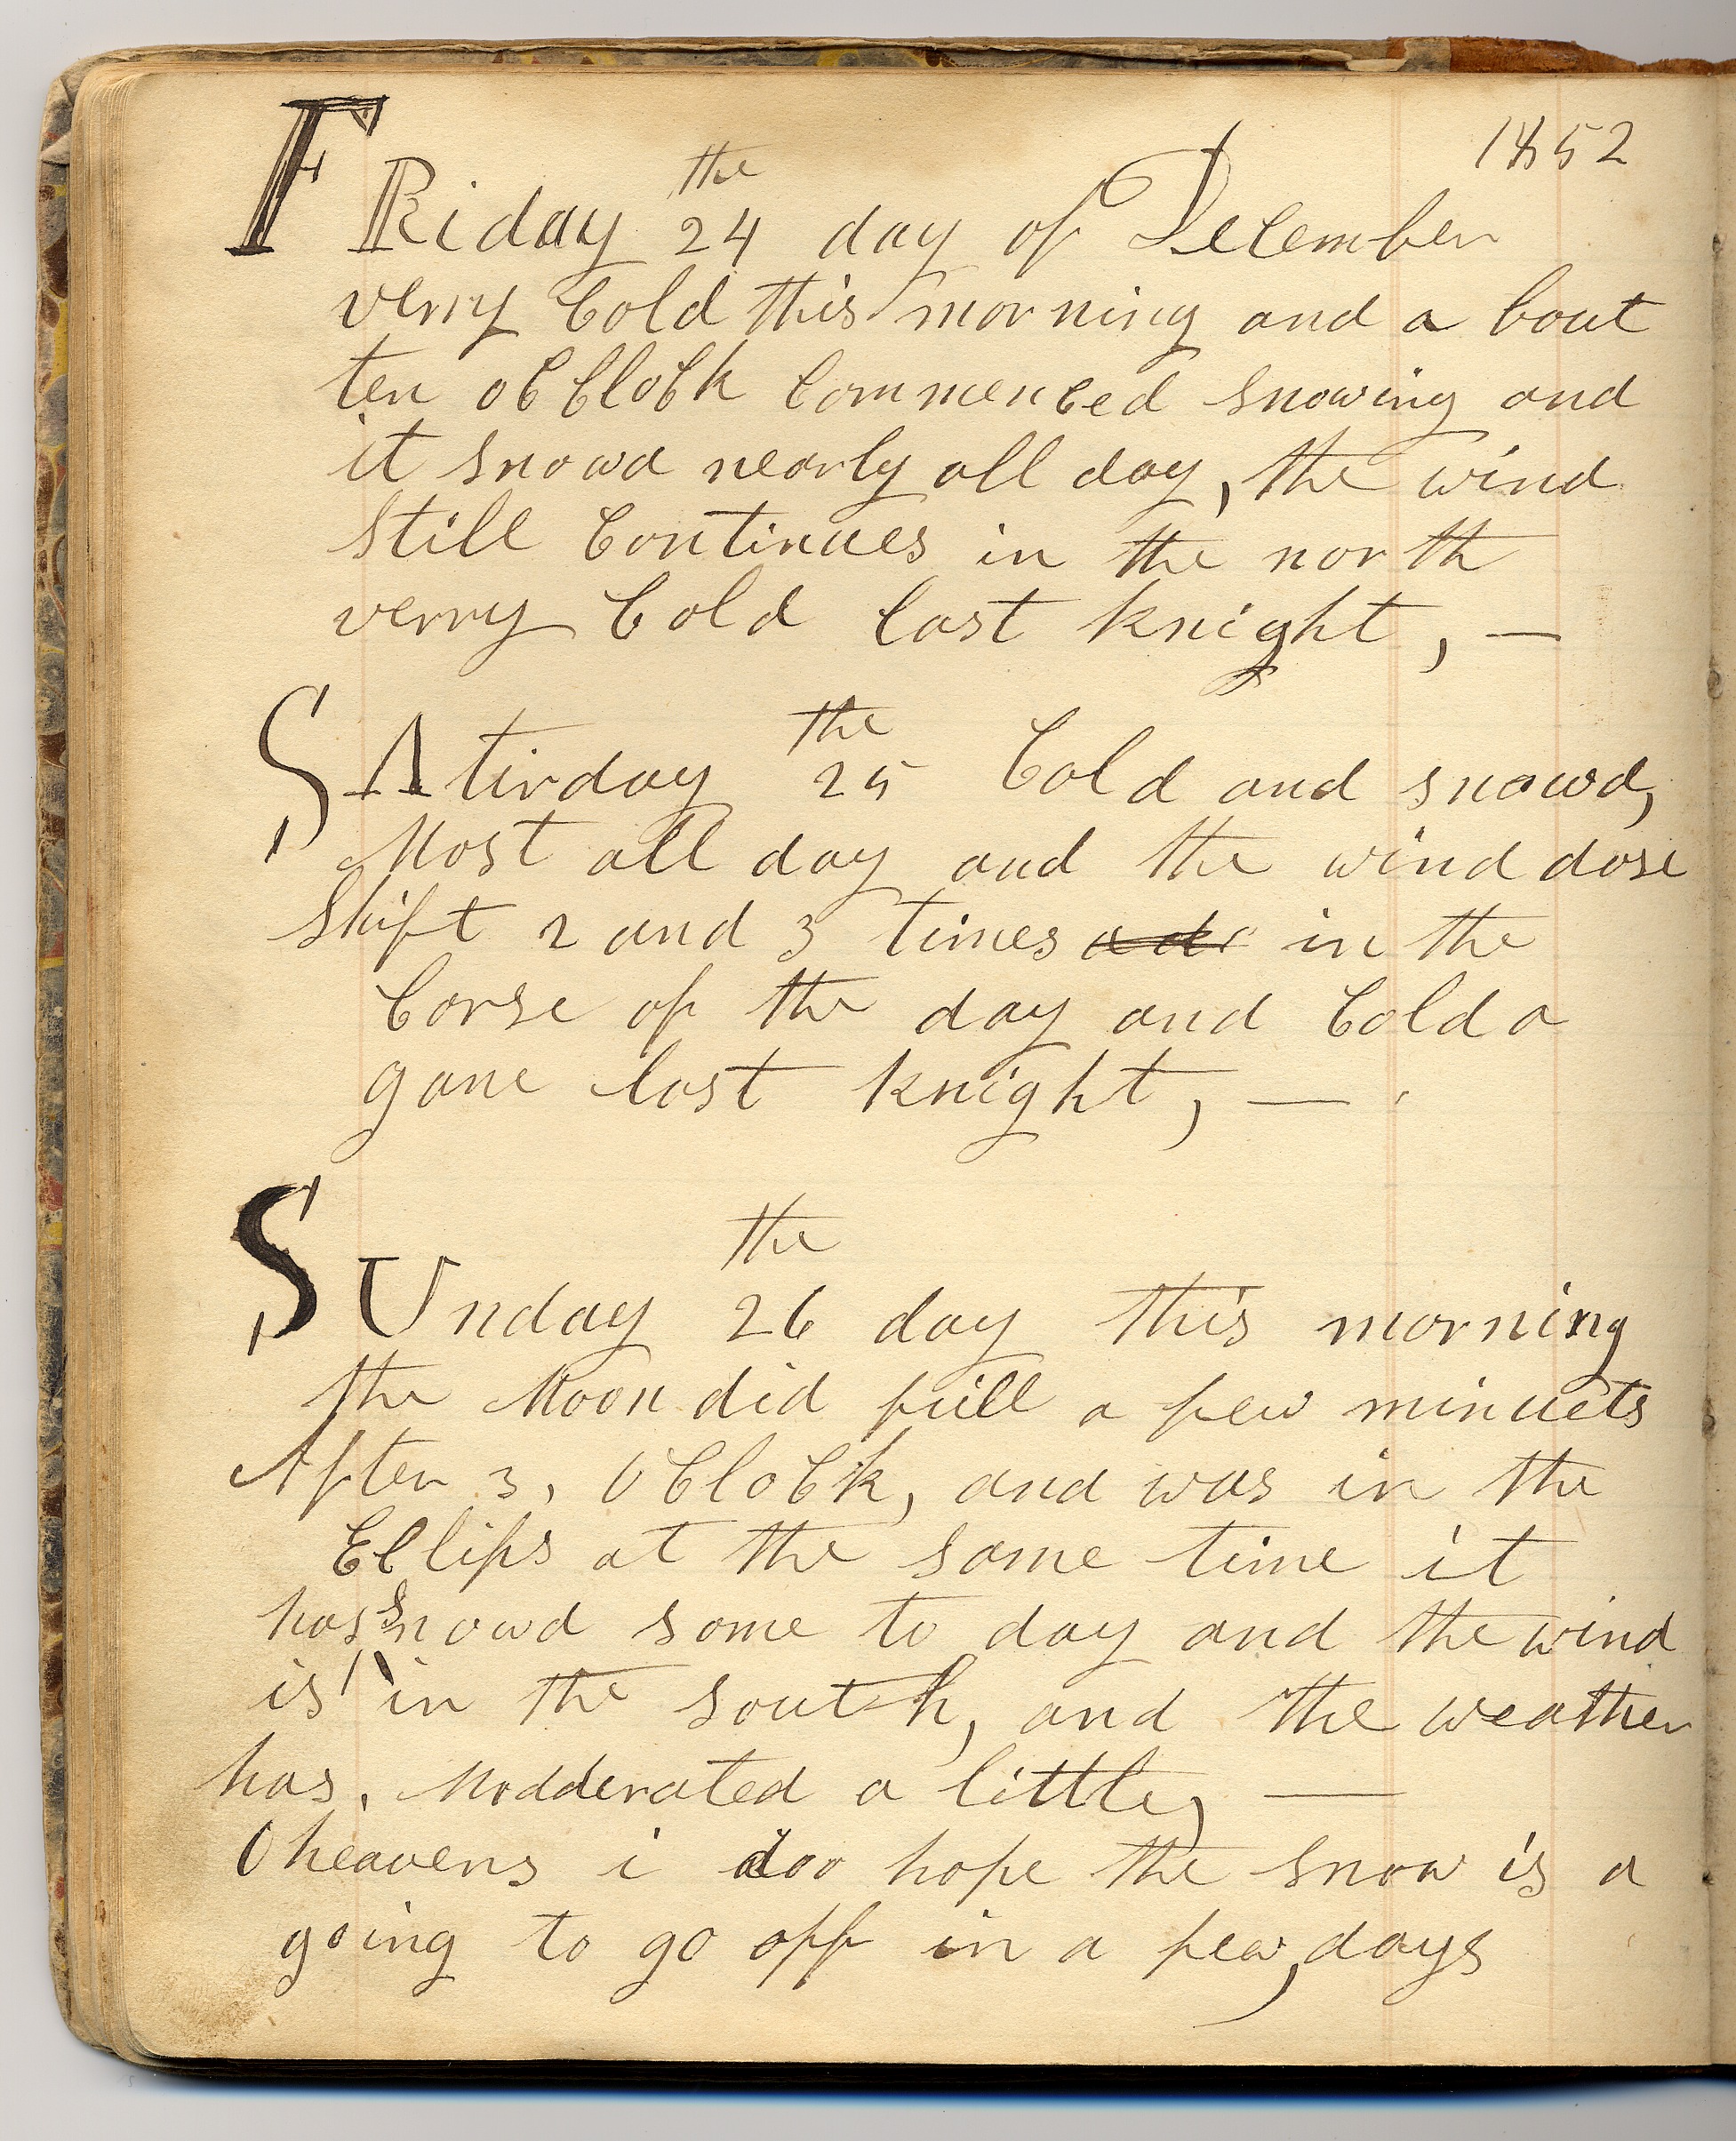 1852
FRiday the 24 day of December
verry Cold this morning and a bout
ten oCCloCk Commenced snowing and
it snowd nearly all day, the wind
still Continues in the north
verry Cold last knight, —
SAtirday the 25 Cold and snowd,
Most all day and the wind dose
shift 2 and 3 times in the
Corse of the day and Cold a
gane last knight, —
SUnday the 26 day this morning
the Moon did full a few minuets
After 3, OCloCk, and was in the
EClips at the same time it
has snowd some to day and the wind
is in the south, and the weather
has, Modderated a little, —
O heavens i doo hope the snow is a
going to go off in a few, days